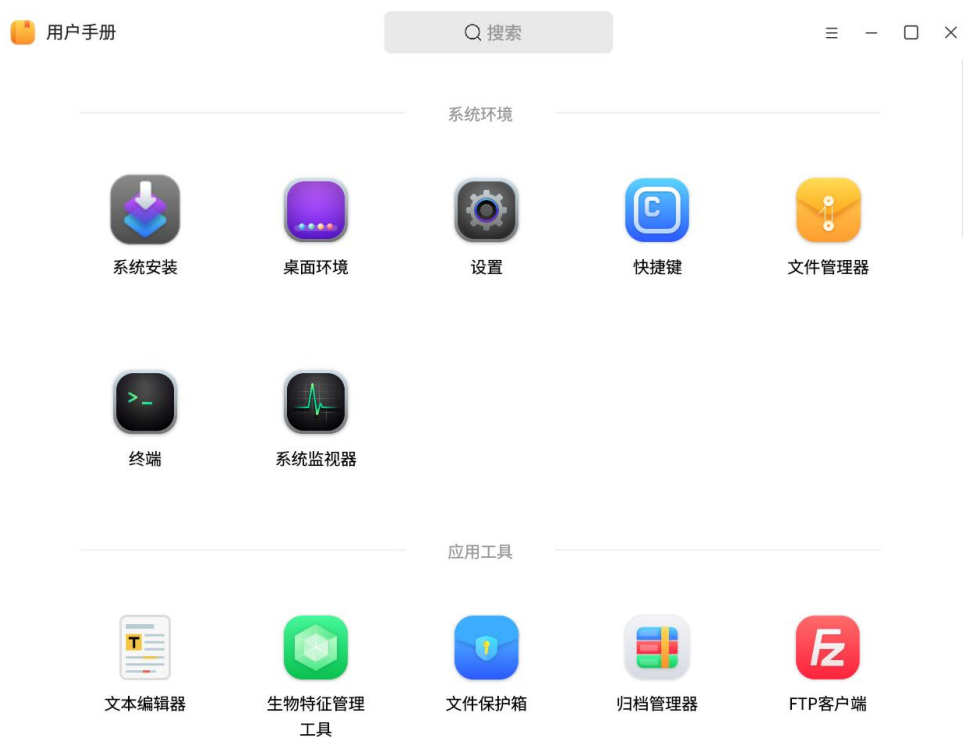 用户手册
搜索
系统环境
系统安装
桌面环境
设置
快捷键
文件管理器
终端
系统监视器
应用工具
文本编辑器
生物特征管理
工具
文件保护箱
归档管理器
FTP客户端